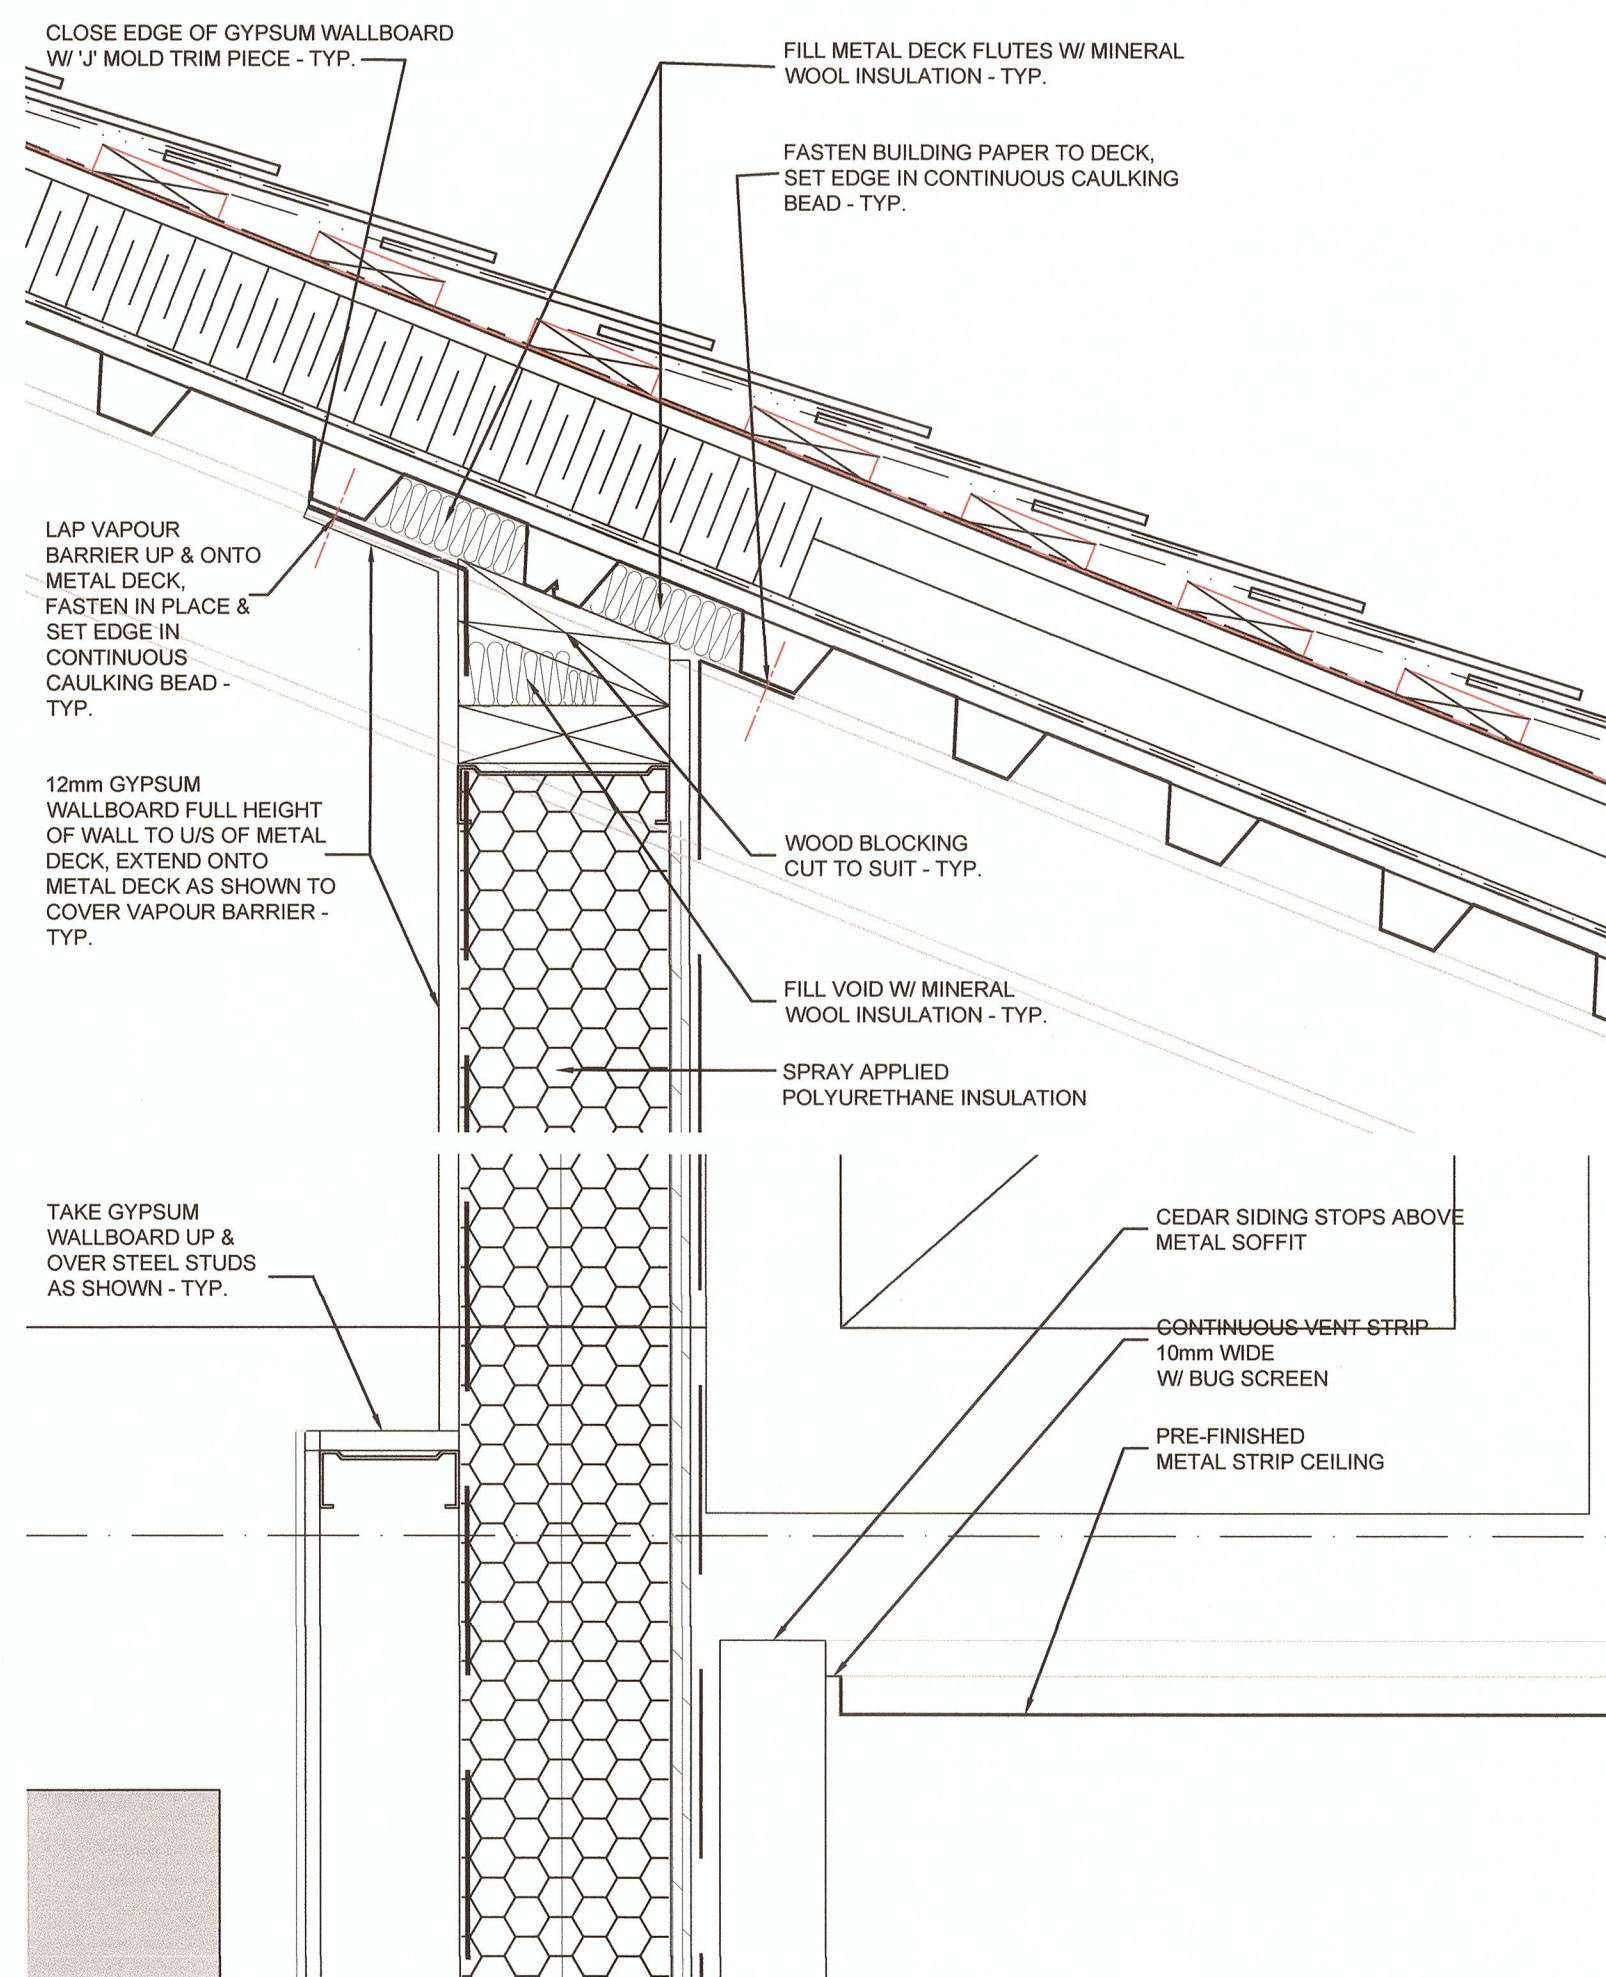 CLOSE EDGE OF GYPSUM WALLBOARD
W/ 'J' MOLD TRIM PIECE - TYP.
FILL METAL DECK FLUTES W/ MINERAL
WOOL INSULATION - TYP.
FASTEN BUILDING PAPER TO DECK,
SET EDGE IN CONTINUOUS CAULKING
BEAD - TYP.
LAP VAPOUR
BARRIER UP & ONTO
METAL DECK,
FASTEN IN PLACE &
SET EDGE IN
CONTINUOUS
CAULKING BEAD -
TYP.
12mm GYPSUM
WALLBOARD FULL HEIGHT
OF WALL TO U/S OF METAL
DECK, EXTEND ONTO
METAL DECK AS SHOWN TO
COVER VAPOUR BARRIER -
TYP.
WOOD BLOCKING
CUT TO SUIT - TYP.
FILL VOID W/ MINERAL
WOOL INSULATION - TYP.
SPRAY APPLIED
POLYURETHANE INSULATION
TAKE GYPSUM
WALLBOARD UP &
OVER STEEL STUDS
AS SHOWN - TYP.
CEDAR SIDING STOPS ABOVE
METAL SOFFIT
CONTINUOUS VENT STRIP
10mm WIDE
W/ BUG SCREEN
PRE-FINISHED
METAL STRIP CEILING